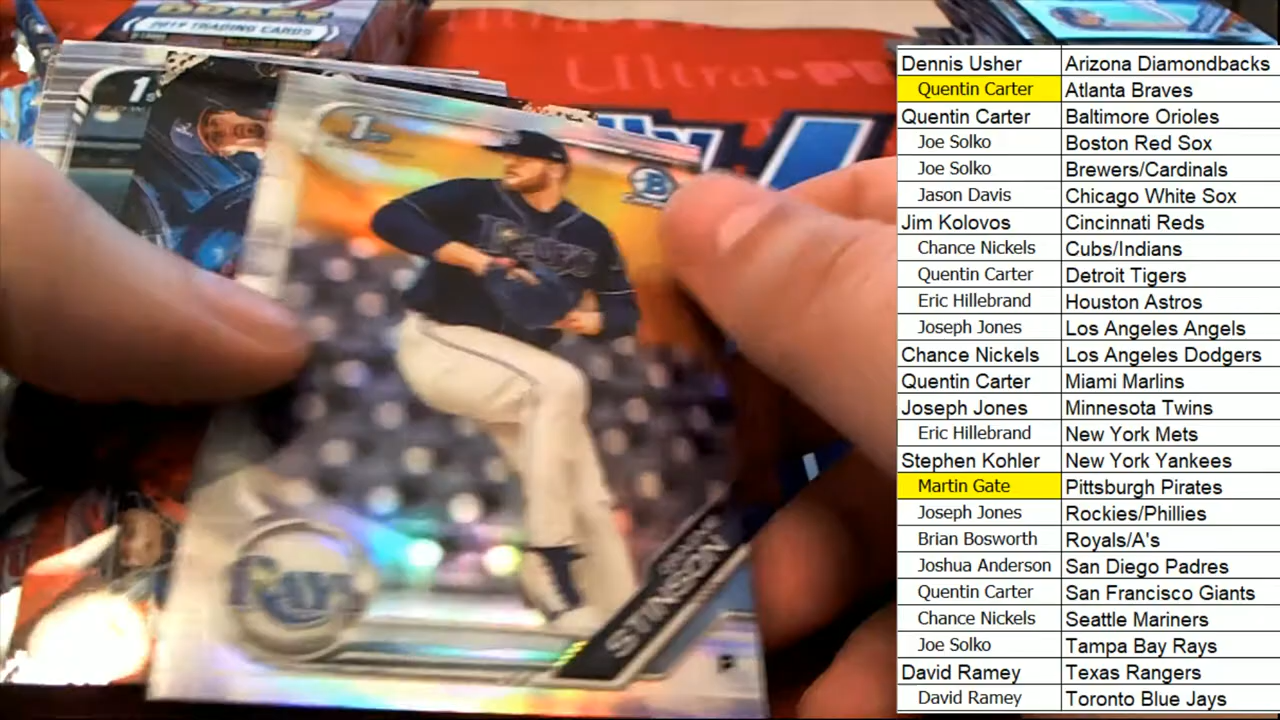 DRAFT
2019 TRADING CARDS
Ultra-PR
1st
1st
B
Rays
Rays
STINSON
P
Dennis Usher Arizona Diamondbacks
Quentin Carter Atlanta Braves
Quentin Carter Baltimore Orioles
Joe Solko Boston Red Sox
Joe Solko Brewers/Cardinals
Jason Davis Chicago White Sox
Jim Kolovos Cincinnati Reds
Chance Nickels Cubs/Indians
Quentin Carter Detroit Tigers
Eric Hillebrand Houston Astros
Joseph Jones Los Angeles Angels
Chance Nickels Los Angeles Dodgers
Quentin Carter Miami Marlins
Joseph Jones Minnesota Twins
Eric Hillebrand New York Mets
Stephen Kohler New York Yankees
Martin Gate Pittsburgh Pirates
Joseph Jones Rockies/Phillies
Brian Bosworth Royals/A's
Joshua Anderson San Diego Padres
Quentin Carter San Francisco Giants
Chance Nickels Seattle Mariners
Joe Solko Tampa Bay Rays
David Ramey Texas Rangers
David Ramey Toronto Blue Jays